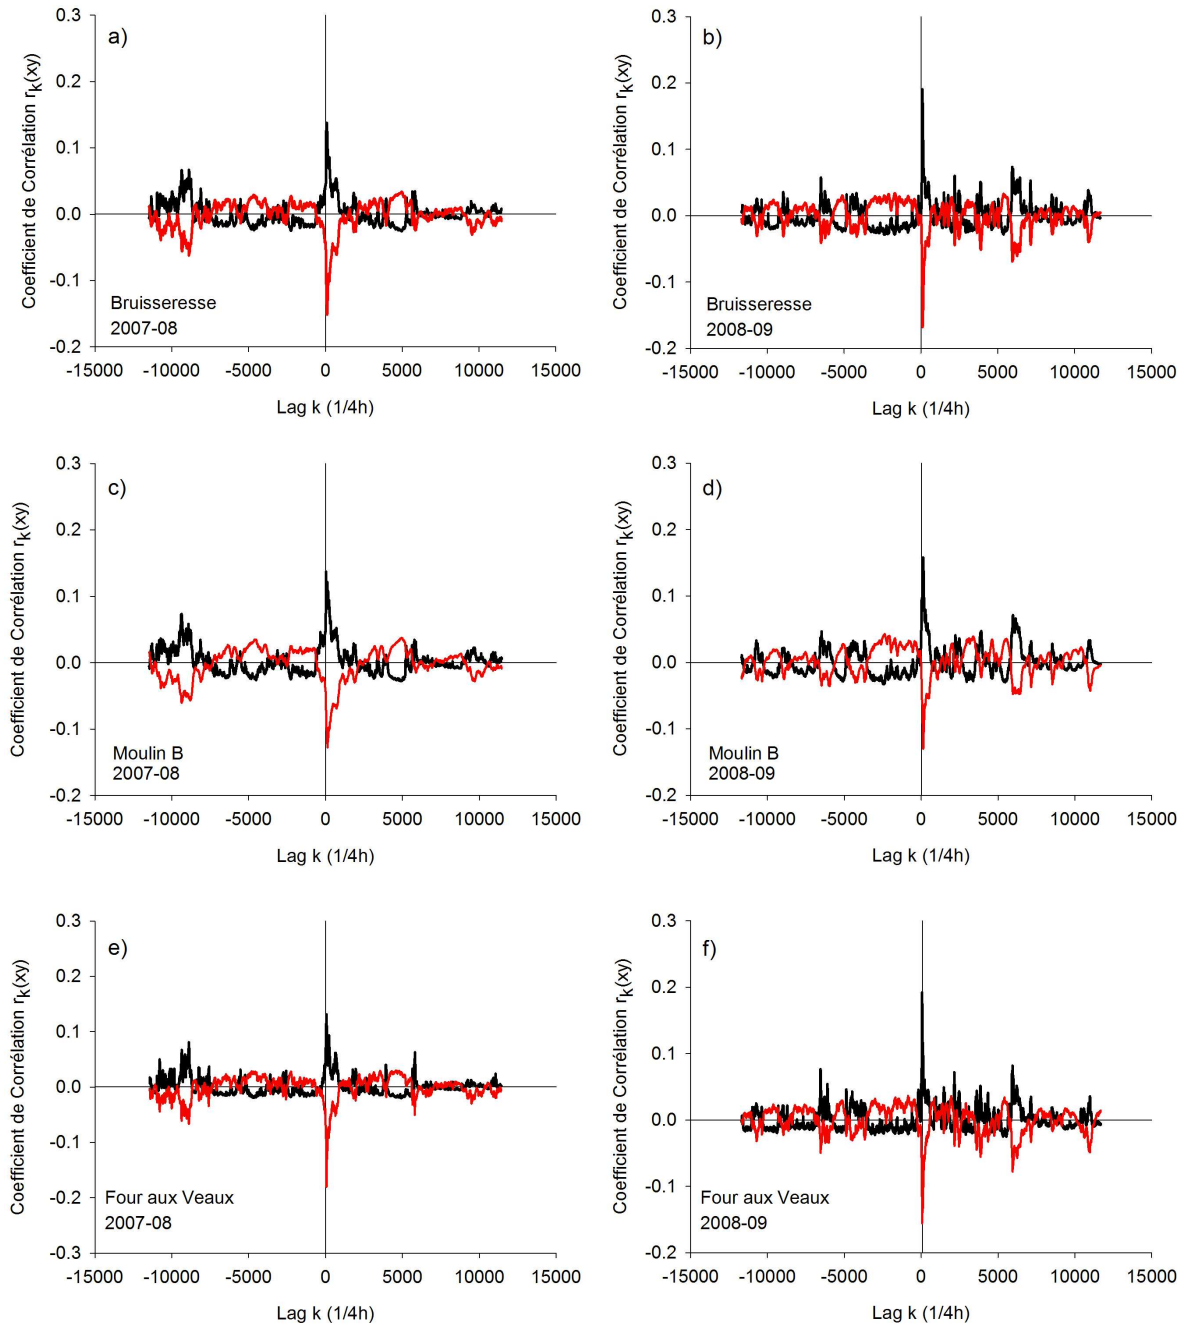 a)
Coefficient de Corrélation rk(xy)
0.3
0.2
0.1
0.0
-0.1
-0.2
Bruisseresse
2007-08
-15000 -10000 -5000 0 5000 10000 15000
Lag k (1/4h)
b)
Coefficient de Corrélation rk(xy)
0.3
0.2
0.1
0.0
-0.1
-0.2
Bruisseresse
2008-09
-15000 -10000 -5000 0 5000 10000 15000
Lag k (1/4h)
c)
Coefficient de Corrélation rk(xy)
0.3
0.2
0.1
0.0
-0.1
-0.2
Moulin B
2007-08
-15000 -10000 -5000 0 5000 10000 15000
Lag k (1/4h)
d)
Coefficient de Corrélation rk(xy)
0.3
0.2
0.1
0.0
-0.1
-0.2
Moulin B
2008-09
-15000 -10000 -5000 0 5000 10000 15000
Lag k (1/4h)
e)
Coefficient de Corrélation rk(xy)
0.3
0.2
0.1
0.0
-0.1
-0.2
-0.3
Four aux Veaux
2007-08
-15000 -10000 -5000 0 5000 10000 15000
Lag k (1/4h)
f)
Coefficient de Corrélation rk(xy)
0.3
0.2
0.1
0.0
-0.1
-0.2
Four aux Veaux
2008-09
-15000 -10000 -5000 0 5000 10000 15000
Lag k (1/4h)